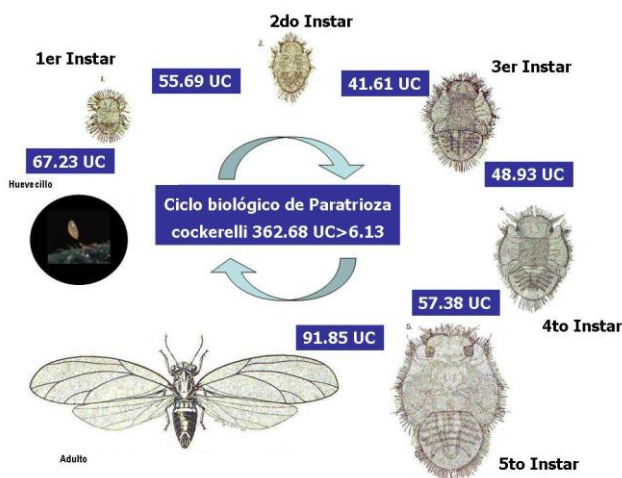 2do Instar
1er Instar
55.69 UC
41.61 UC
3er Instar
67.23 UC
Huevecillo
48.93 UC
Ciclo biológico de Paratrioza
cockerelli 362.68 UC>6.13
57.38 UC
4to Instar
91.85 UC
5to Instar
Adulto